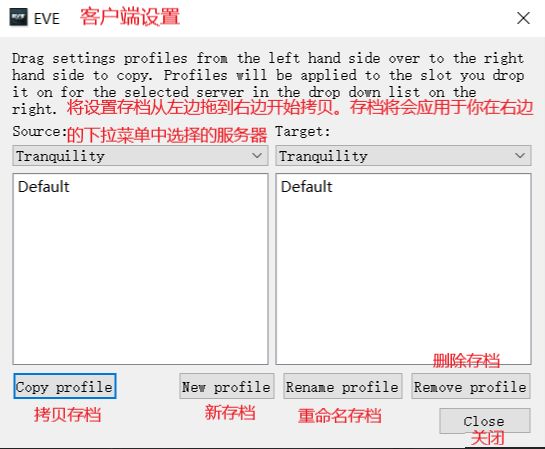 EVE 客户端设置
Drag settings profiles from the left hand side over to the right
hand side to copy. Profiles will be applied to the slot you drop
it on for the selected server in the drop down list on the
right. 将设置存档从左边拖到右边开始拷贝。存档将会应用于你在右边
Source: 的下拉菜单中选择的服务器 Target:
Tranquility Tranquility
Default Default
删除存档
Copy profile New profile Rename profile Remove profile
拷贝存档 新存档 重命名存档
Close
关闭